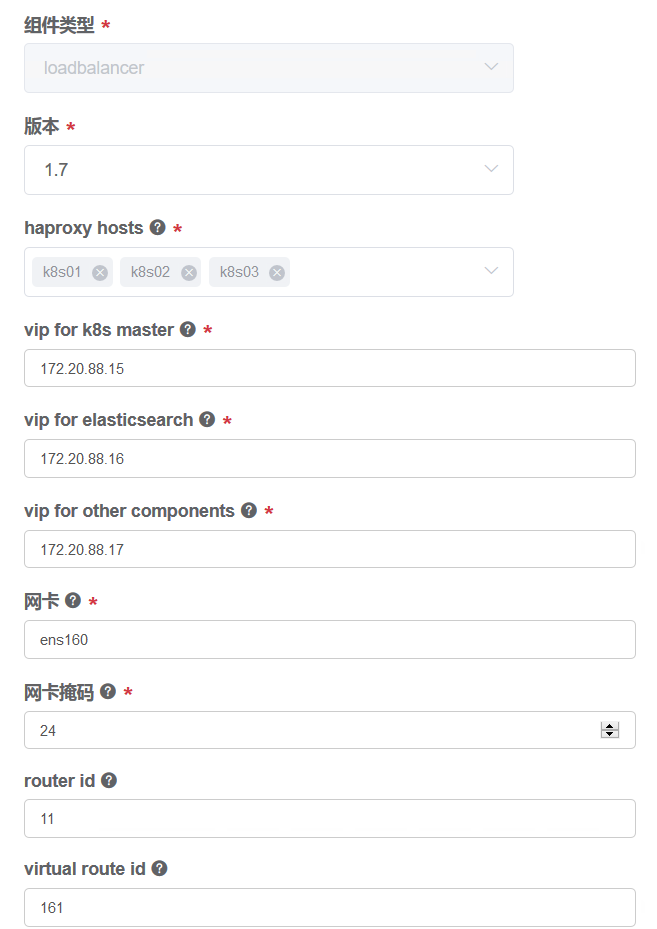 组件类型 *
loadbalancer
版本 *
1.7
haproxy hosts ? *
k8s01 k8s02 k8s03
vip for k8s master ? *
172.20.88.15
vip for elasticsearch ? *
172.20.88.16
vip for other components ? *
172.20.88.17
网卡 ? *
ens160
网卡掩码 ? *
24
router id ?
11
virtual route id ?
161